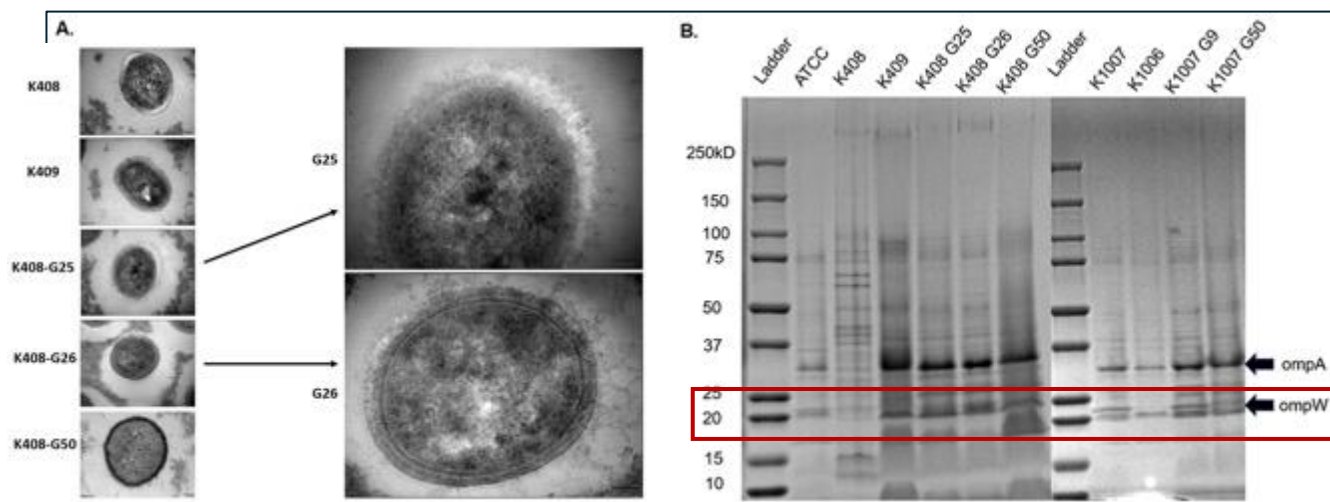 A.
K408
K409
K408-G25
K408-G26
K408-G50
G25
G26
B.
Ladder
ATCC
K408
K409
K408 G25
K408 G26
K408 G50
Ladder
K1007
K1006
K1007 G9
K1007 G50
250kD
150
100
75
50
37
25
20
15
10
ompA
ompW